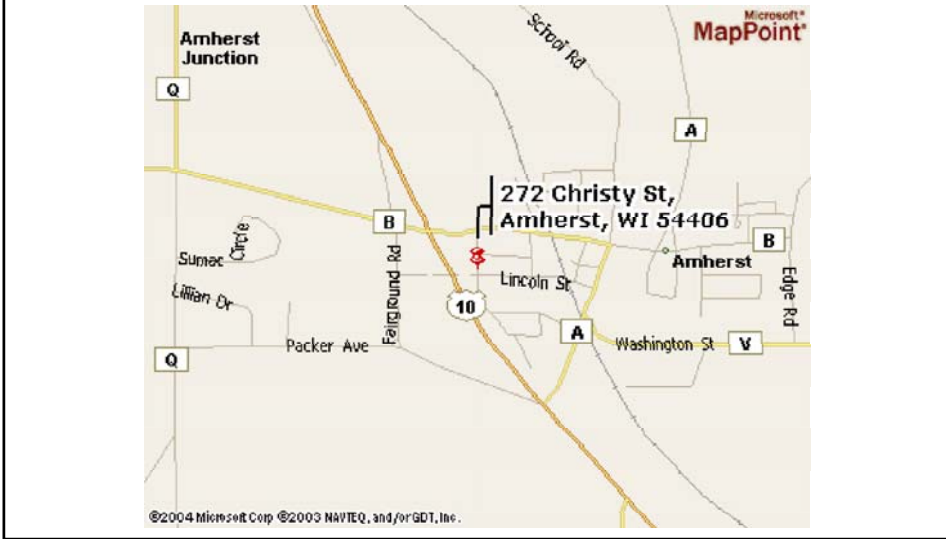 Microsoft®
MapPoint®
Amherst
Junction
School Rd
Q
A
272 Christy St,
Amherst, WI 54406
B
B
Sumac Circle
Amherst
Lincoln St
Fairground Rd
Edge Rd
Lillian Dr
10
A
Washington St
V
Packer Ave
Q
©2004 Microsoft Corp ©2003 NAVTEQ, and/or GDT, Inc.